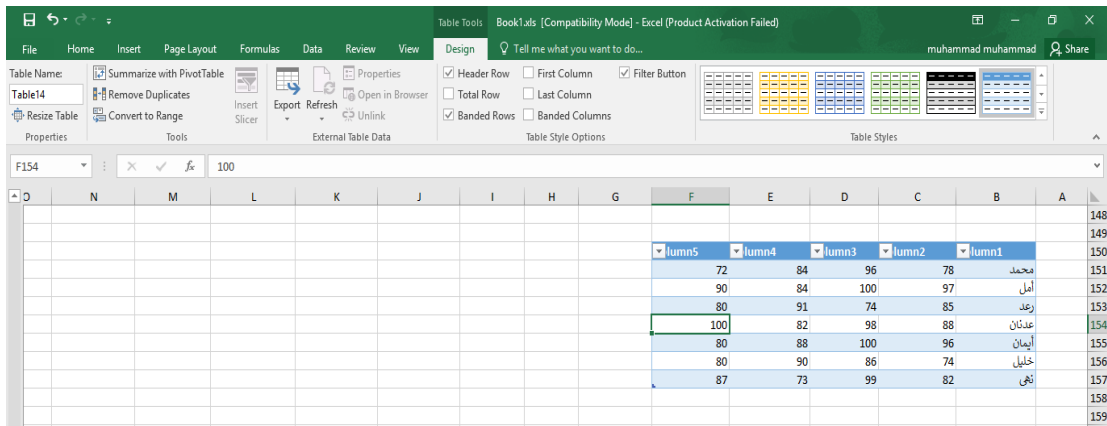 Table Tools Book1.xls [Compatibility Mode] - Excel (Product Activation Failed)
File Home Insert Page Layout Formulas Data Review View Design Tell me what you want to do... muhammad muhammad Share
Table Name: Summarize with PivotTable Properties Header Row First Column Filter Button
Table14 Remove Duplicates Insert Slicer Export Refresh Open in Browser Total Row Last Column
Resize Table Convert to Range Unlink Banded Rows Banded Columns
Properties Tools External Table Data Table Style Options Table Styles
F154 fx 100
O N M L K J I H G F E D C B A
148
149
lumn5 lumn4 lumn3 lumn2 lumn1 150
72 84 96 78 محمد 151
90 84 100 97 أمل 152
80 91 74 85 رعد 153
100 82 98 88 عدنان 154
80 88 100 96 أيمان 155
80 90 86 74 خليل 156
87 73 99 82 نهى 157
158
159